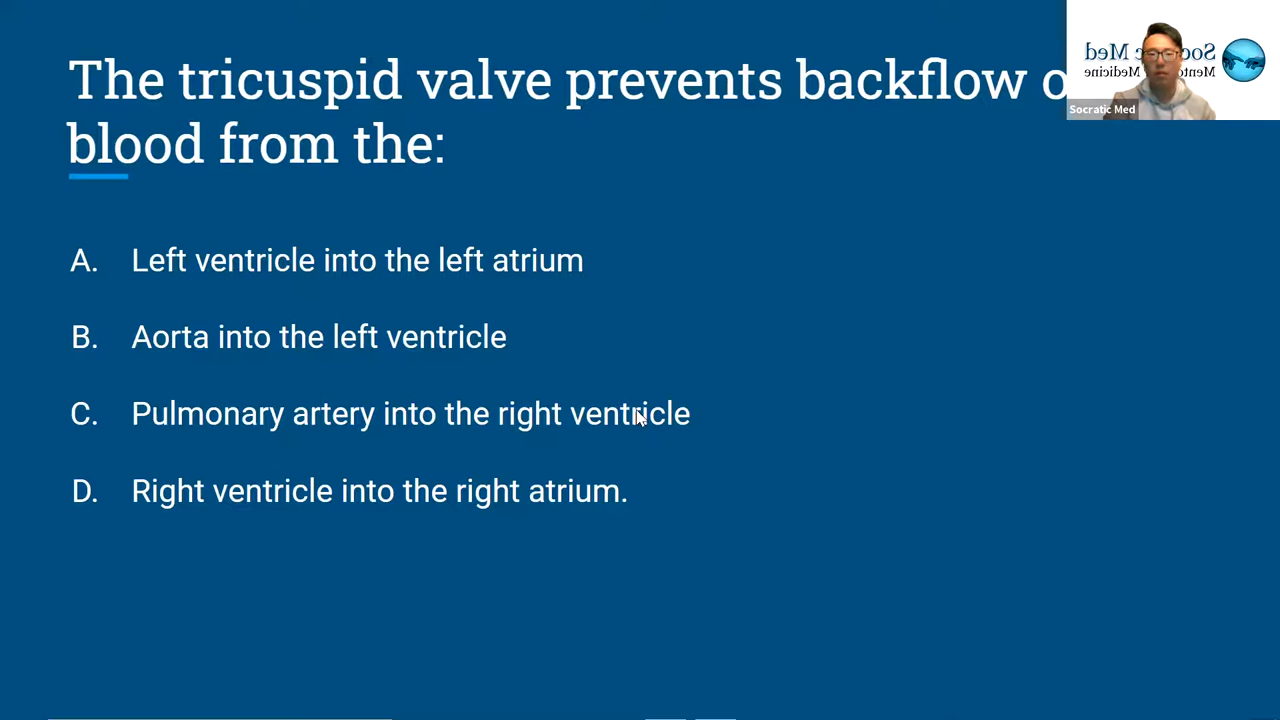 The tricuspid valve prevents backflow
blood from the:
A. Left ventricle into the left atrium
B. Aorta into the left ventricle
C. Pulmonary artery into the right ventricle
D. Right ventricle into the right atrium.
Med
Socratic Med